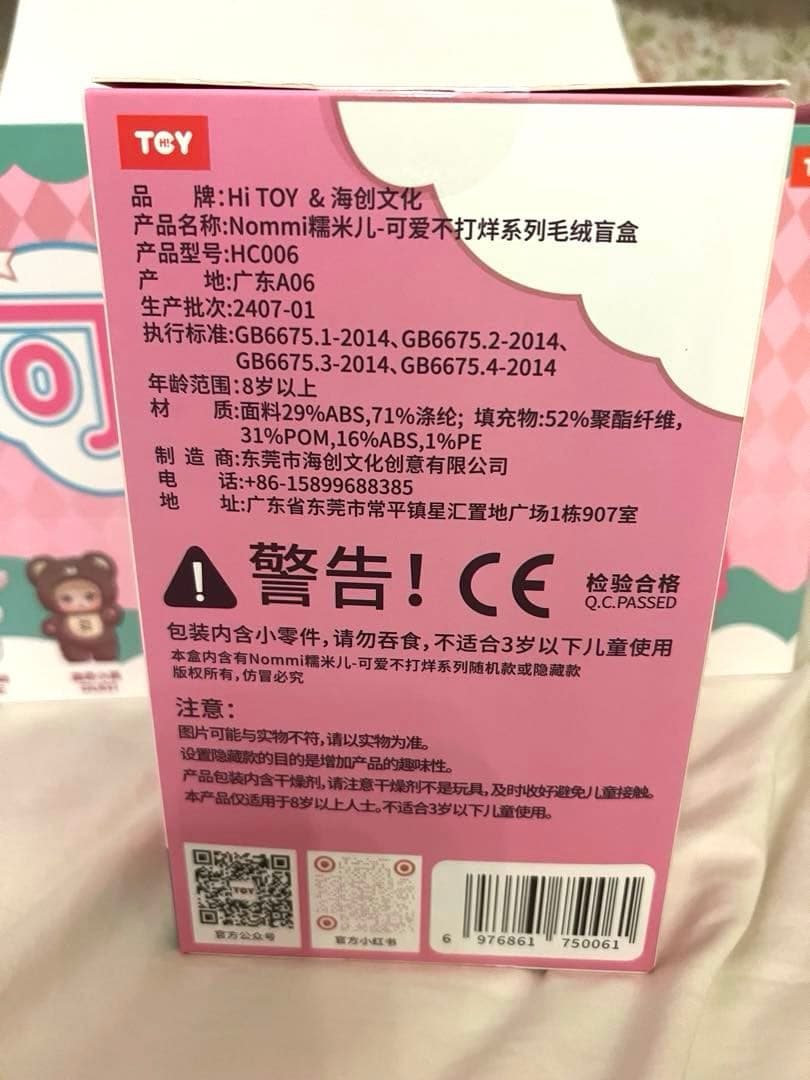 Hi TOY
品 牌:Hi TOY & 海创文化
产品名称:Nommi糯米儿-可爱不打烊系列毛绒盲盒
产品型号:HC006
产 地:广东A06
生产批次:2407-01
执行标准:GB6675.1-2014、GB6675.2-2014、
GB6675.3-2014、GB6675.4-2014
年龄范围:8岁以上
材 质:面料29%ABS,71%涤纶; 填充物:52%聚酯纤维,
31%POM,16%ABS,1%PE
制 造 商:东莞市海创文化创意有限公司
电 话:+86-15899688385
地 址:广东省东莞市常平镇星汇置地广场1栋907室
警告! CE 检验合格
Q.C.PASSED
包装内含小零件,请勿吞食,不适合3岁以下儿童使用
本盒内含有Nommi糯米儿-可爱不打烊系列随机款或隐藏款
版权所有,仿冒必究
注意:
图片可能与实物不符,请以实物为准。
设置隐藏款的目的是增加产品的趣味性。
产品包装内含干燥剂,请注意干燥剂不是玩具,及时收好避免儿童接触。
本产品仅适用于8岁以上人士。不适合3岁以下儿童使用。
TOY
官方公众号
官方小红书
6 976861 750061